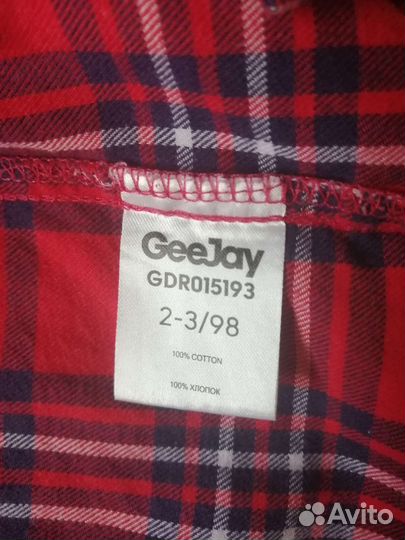 GeeJay
GDR015193
2-3/98
100% COTTON
100% ХЛОПОК
Avito